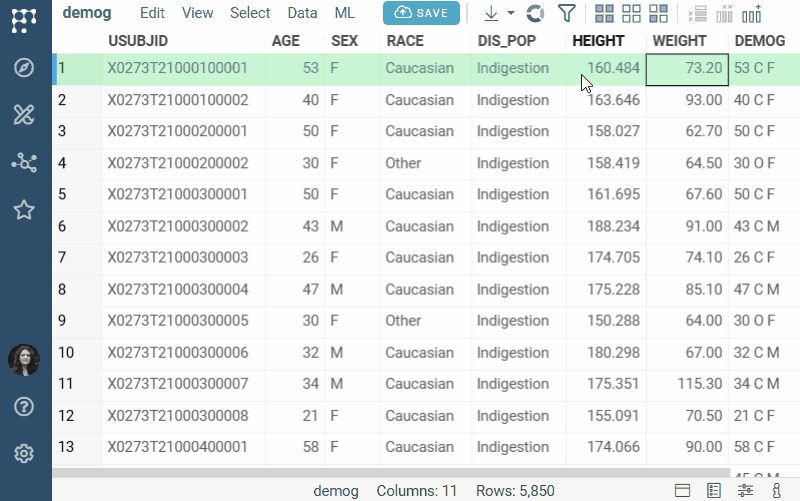 demog Edit View Select Data ML SAVE
USUBJID AGE SEX RACE DIS_POP HEIGHT WEIGHT DEMOG
1 X0273T21000100001 53 F Caucasian Indigestion 160.484 73.20 53 C F
2 X0273T21000100002 40 F Caucasian Indigestion 163.646 93.00 40 C F
3 X0273T21000200001 50 F Caucasian Indigestion 158.027 62.70 50 C F
4 X0273T21000200002 30 F Other Indigestion 158.419 64.50 30 O F
5 X0273T21000300001 50 F Caucasian Indigestion 161.695 67.60 50 C F
6 X0273T21000300002 43 M Caucasian Indigestion 188.234 91.00 43 C M
7 X0273T21000300003 26 F Caucasian Indigestion 174.705 74.10 26 C F
8 X0273T21000300004 47 M Caucasian Indigestion 175.228 85.10 47 C M
9 X0273T21000300005 30 F Other Indigestion 150.288 64.00 30 O F
10 X0273T21000300006 32 M Caucasian Indigestion 180.298 67.00 32 C M
11 X0273T21000300007 34 M Caucasian Indigestion 175.351 115.30 34 C M
12 X0273T21000300008 21 F Caucasian Indigestion 155.091 70.50 21 C F
13 X0273T21000400001 58 F Caucasian Indigestion 174.066 90.00 58 C F
45 C M
demog Columns: 11 Rows: 5,850